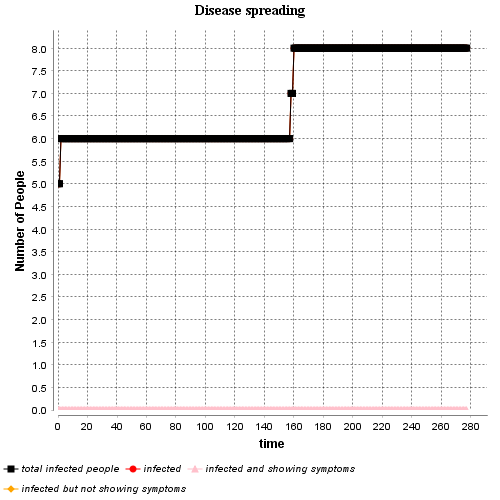 Disease spreading
8.0
7.5
7.0
6.5
6.0
5.5
5.0
4.5
4.0
3.5
3.0
2.5
2.0
1.5
1.0
0.5
0.0
Number of People
0 20 40 60 80 100 120 140 160 180 200 220 240 260 280
time
total infected people infected infected and showing symptoms
infected but not showing symptoms